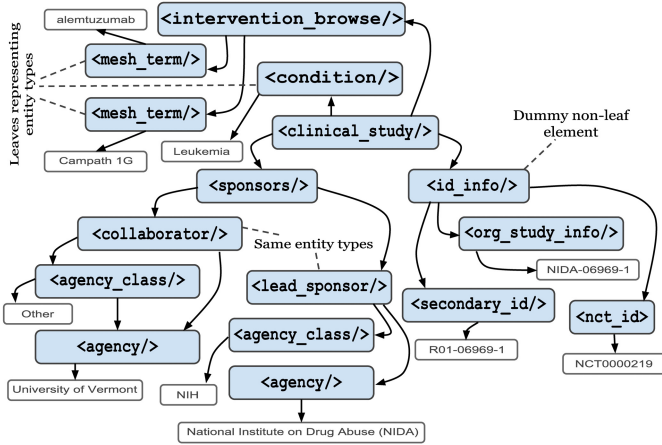 alemtuzumab
<intervention_browse/>
<mesh_term/>
Leaves representing
entity types
<mesh_term/>
<condition/>
Campath 1G
Leukemia
<clinical_study/>
Dummy non-leaf
element
<sponsors/>
<id_info/>
<collaborator/>
Same entity types
<org_study_info/>
<agency_class/>
<lead_sponsor/>
NIDA-06969-1
Other
<secondary_id/>
<nct_id>
<agency/>
<agency_class/>
R01-06969-1
NCT0000219
University of Vermont
NIH
<agency/>
National Institute on Drug Abuse (NIDA)